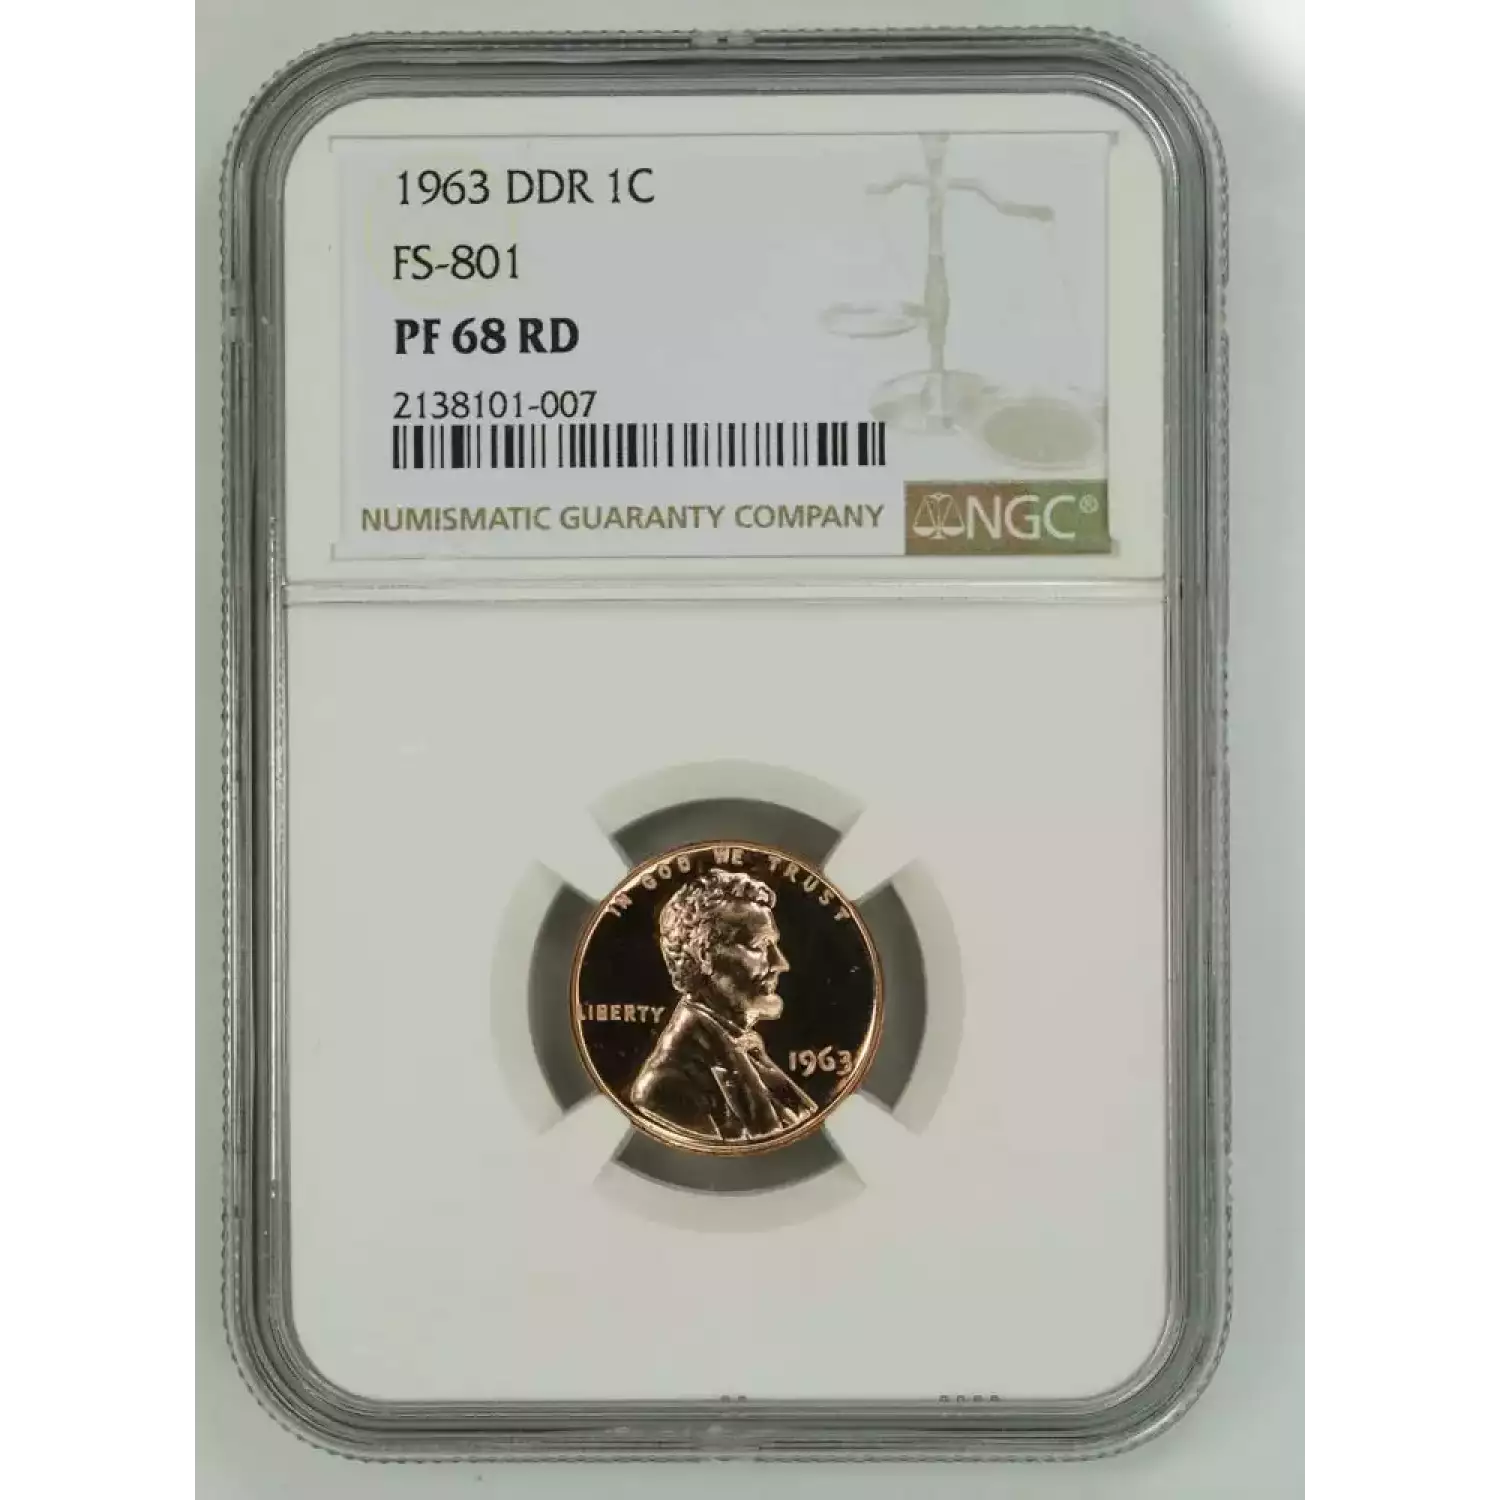 1963 DDR 1C
FS-801
PF 68 RD
2138101-007
NUMISMATIC GUARANTY COMPANY NGC®
IN GOD WE TRUST
LIBERTY
1963